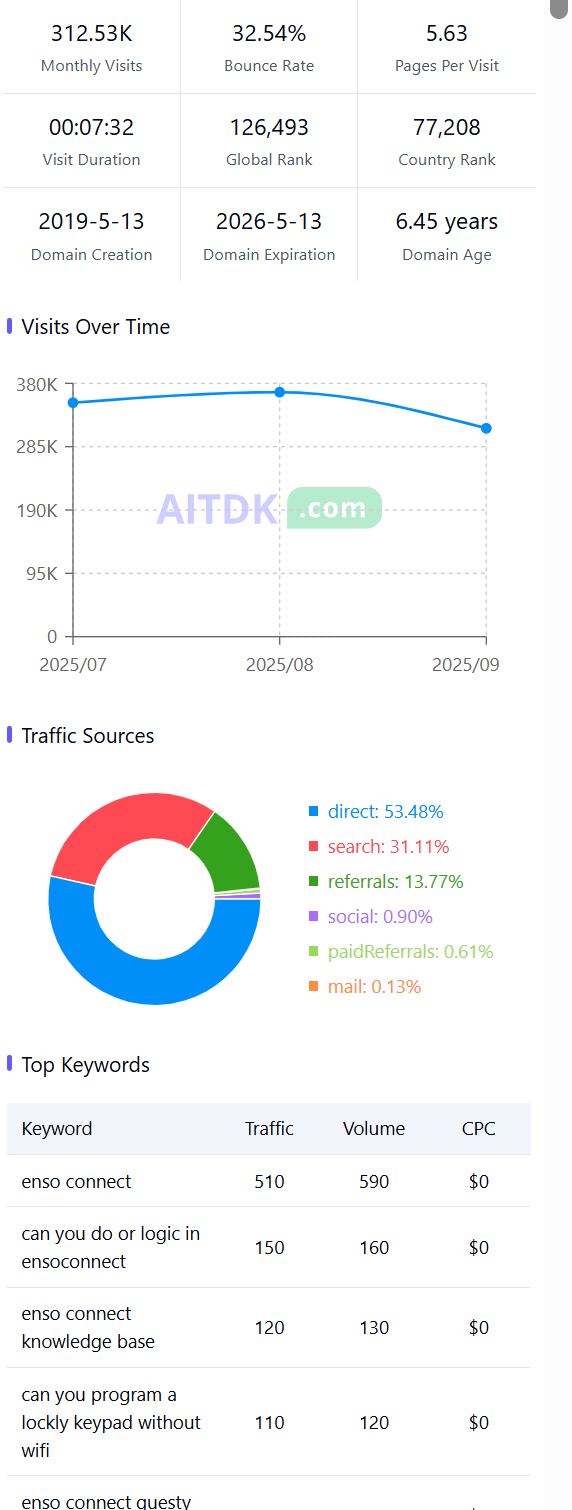 312.53K 32.54% 5.63
Monthly Visits Bounce Rate Pages Per Visit
00:07:32 126,493 77,208
Visit Duration Global Rank Country Rank
2019-5-13 2026-5-13 6.45 years
Domain Creation Domain Expiration Domain Age
Visits Over Time
380K
285K
190K
AITDK .com
95K
0
2025/07 2025/08 2025/09
Traffic Sources
direct: 53.48%
search: 31.11%
referrals: 13.77%
social: 0.90%
paidReferrals: 0.61%
mail: 0.13%
Top Keywords
Keyword Traffic Volume CPC
enso connect 510 590 $0
can you do or logic in
ensoconnect 150 160 $0
enso connect
knowledge base 120 130 $0
can you program a
lockly keypad without 110 120 $0
wifi
enso connect guesty